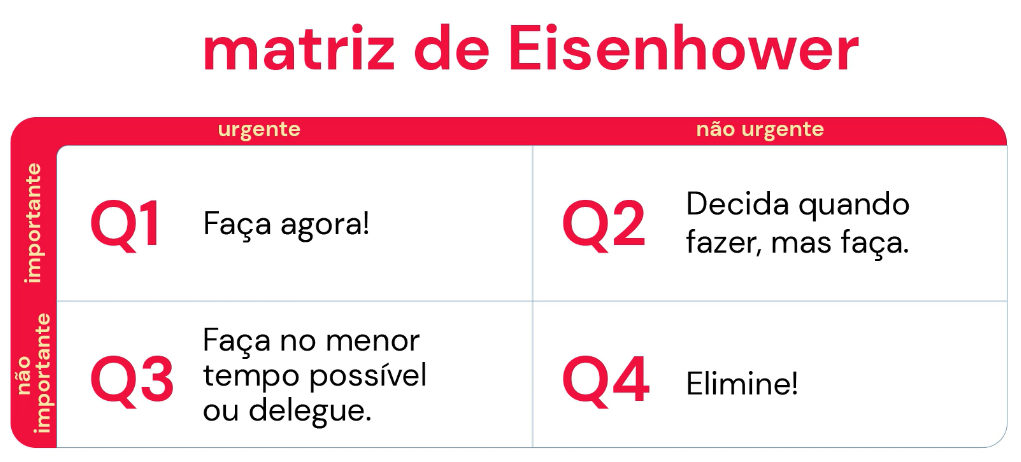 matriz de Eisenhower
urgente
não urgente
importante
Q1
Faça agora!
Q2
Decida quando
fazer, mas faça.
não
importante
Q3
Faça no menor
tempo possível
ou delegue.
Q4
Elimine!